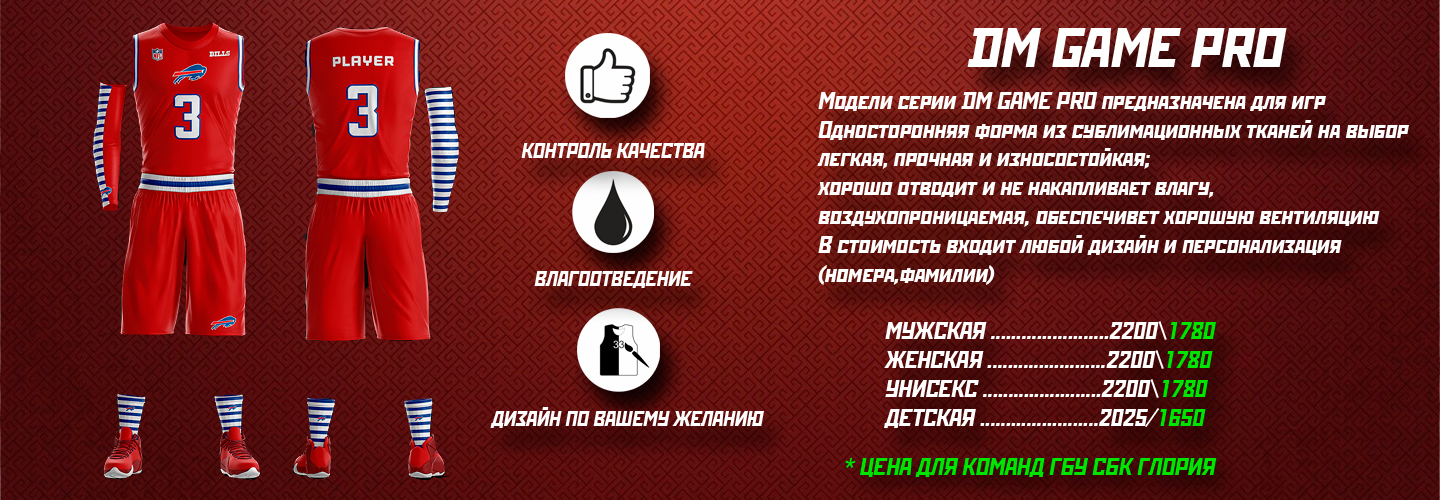 BILLS
3
PLAYER
3
КОНТРОЛЬ КАЧЕСТВА
ВЛАГООТВЕДЕНИЕ
33
ДИЗАЙН ПО ВАШЕМУ ЖЕЛАНИЮ
DM GAME PRO
Модели серии DM GAME PRO предназначена для игр
Односторонняя форма из сублимационных тканей на выбор
легкая, прочная и износостойкая;
хорошо отводит и не накапливает влагу,
воздухопроницаемая, обеспечивет хорошую вентиляцию
В стоимость входит любой дизайн и персонализация
(номера,фамилии)
МУЖСКАЯ ........................2200\1780
ЖЕНСКАЯ ........................2200\1780
УНИСЕКС ........................2200\1780
ДЕТСКАЯ ........................2025/1650
* ЦЕНА ДЛЯ КОМАНД ГБУ СБК ГЛОРИЯ